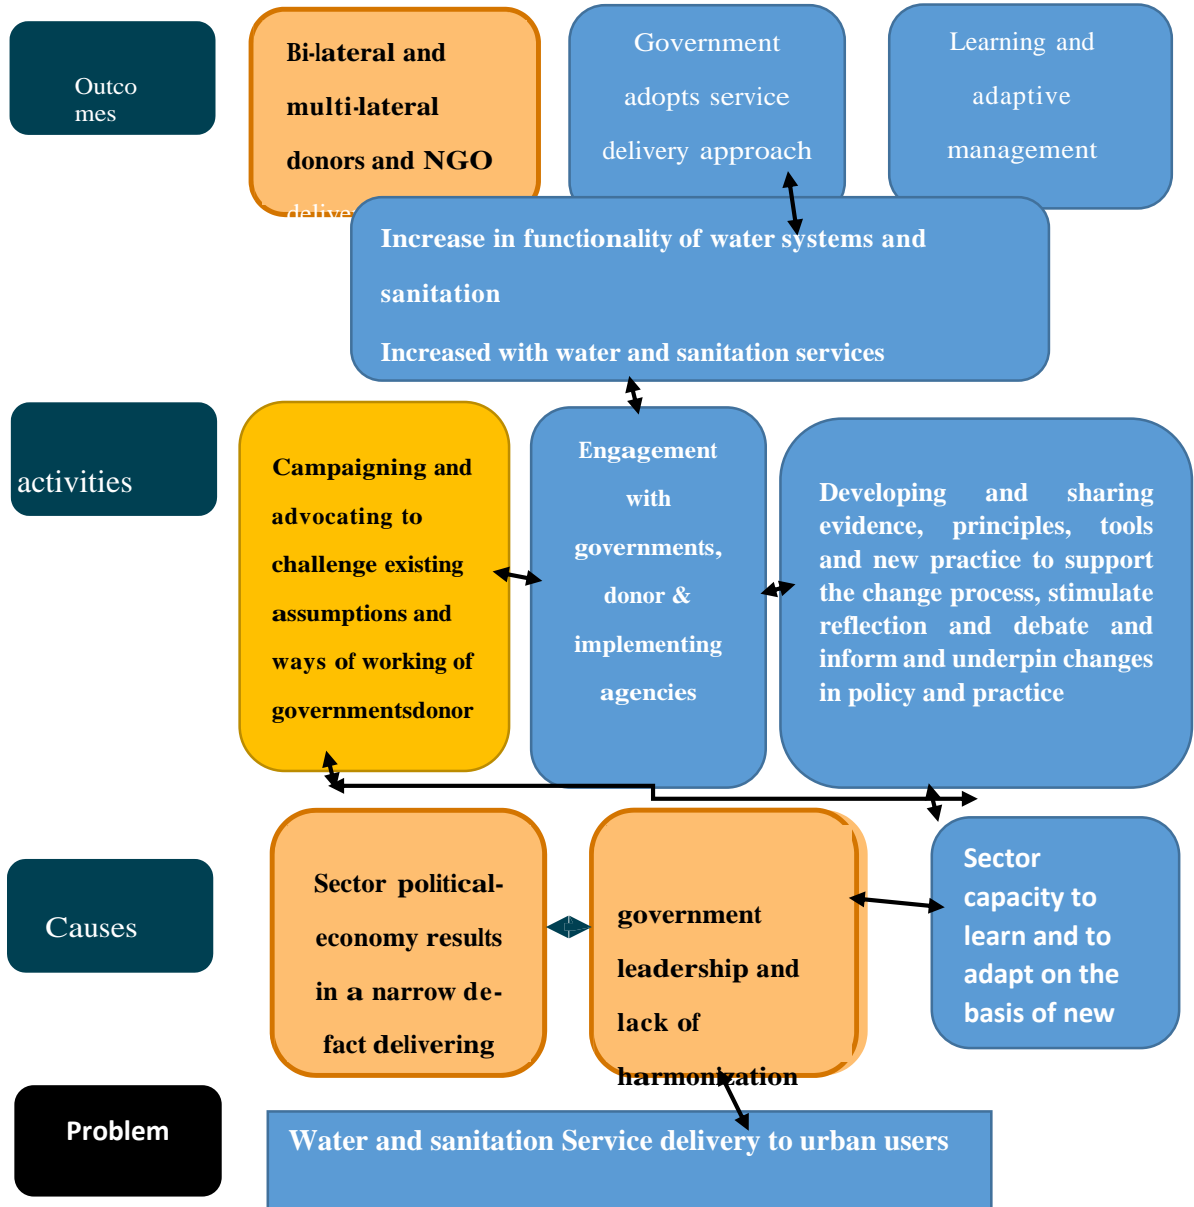 Outco
mes
Bi-lateral and
multi-lateral
donors and NGO
Government
adopts service
delivery approach
Learning and
adaptive
management
Increase in functionality of water systems and
sanitation
Increased with water and sanitation services
activities
Campaigning and
advocating to
challenge existing
assumptions and
ways of working of
governmentsdonor
Engagement
with
governments,
donor &
implementing
agencies
Developing and sharing
evidence, principles, tools
and new practice to support
the change process, stimulate
reflection and debate and
inform and underpin changes
in policy and practice
Causes
Sector political-
economy results
in a narrow de-
fact delivering
government
leadership and
lack of
harmonization
Sector
capacity to
learn and to
adapt on the
basis of new
Problem
Water and sanitation Service delivery to urban users